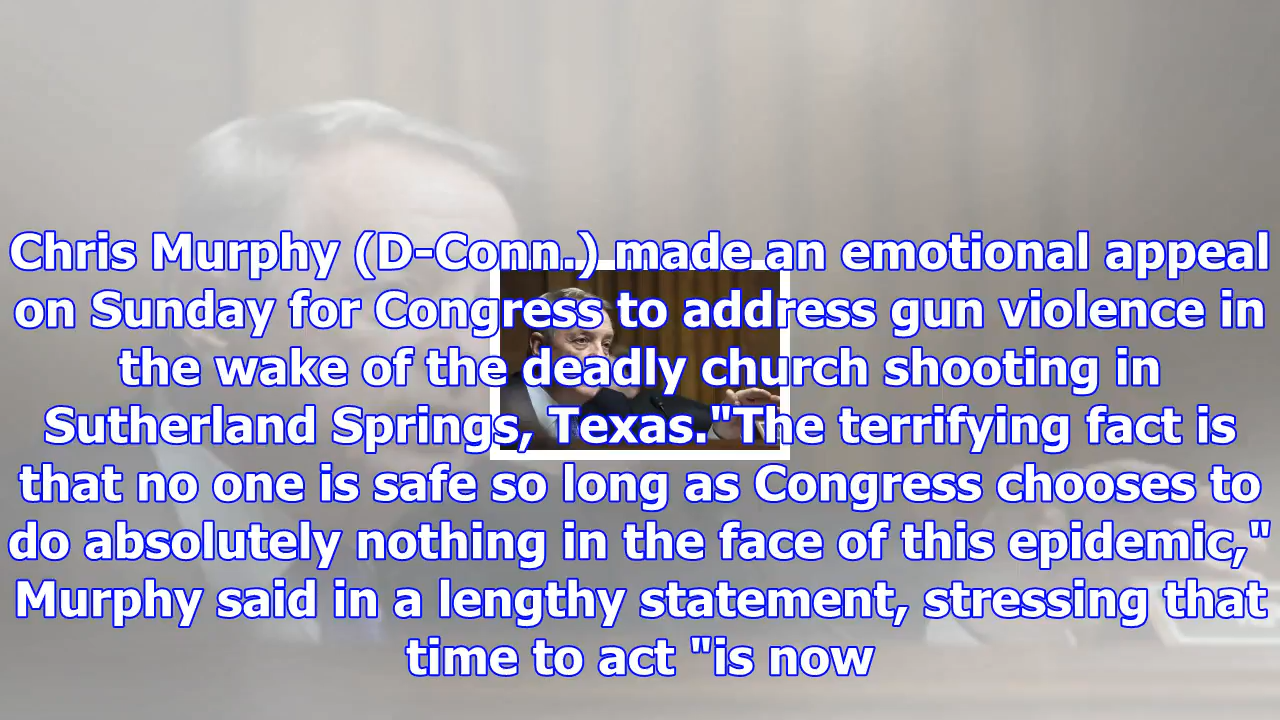 Chris Murphy (D-Conn.) made an emotional appeal
on Sunday for Congress to address gun violence in
the wake of the deadly church shooting in
Sutherland Springs, Texas."The terrifying fact is
that no one is safe so long as Congress chooses to
do absolutely nothing in the face of this epidemic,"
Murphy said in a lengthy statement, stressing that
time to act "is now